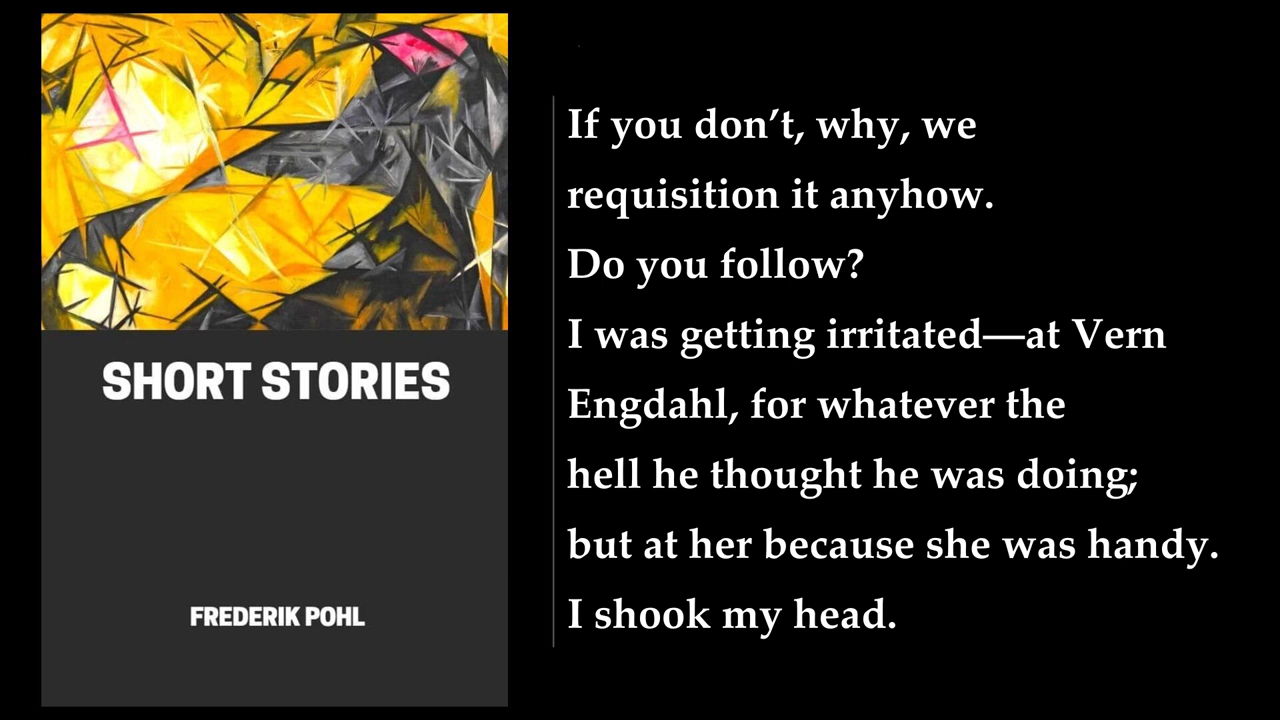 SHORT STORIES
FREDERIK POHL
If you don’t, why, we
requisition it anyhow.
Do you follow?
I was getting irritated—at Vern
Engdahl, for whatever the
hell he thought he was doing;
but at her because she was handy.
I shook my head.